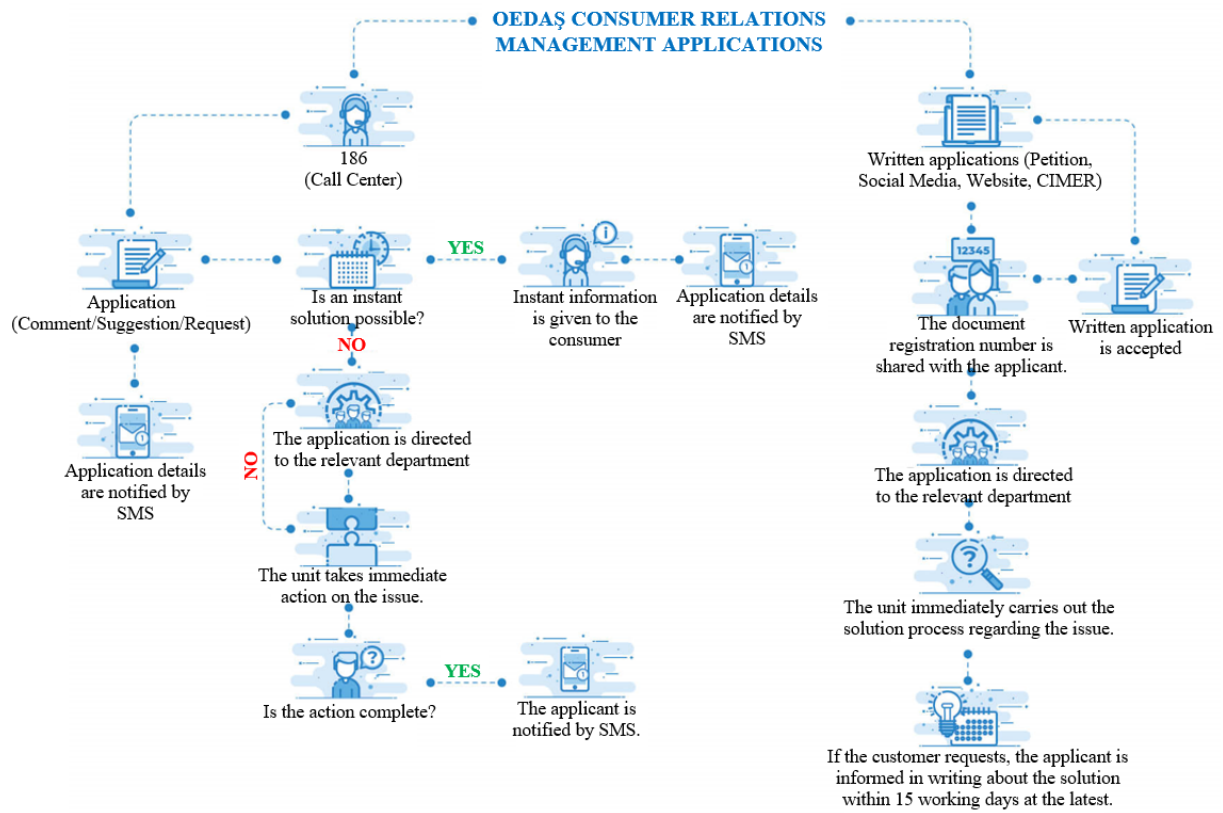 OEDAŞ CONSUMER RELATIONS
MANAGEMENT APPLICATIONS
186
(Call Center)
Application
(Comment/Suggestion/Request)
Application details
are notified by
SMS
Is an instant
solution possible?
YES
Instant information
is given to the
consumer
Application details
are notified by
SMS
NO
The application is directed
to the relevant department
NO
The unit takes immediate
action on the issue.
Is the action complete?
YES
The applicant is
notified by SMS.
Written applications (Petition,
Social Media, Website, CIMER)
12345
The document
registration number is
shared with the applicant.
Written application
is accepted
The application is directed
to the relevant department
The unit immediately carries out the
solution process regarding the issue.
If the customer requests, the applicant is
informed in writing about the solution
within 15 working days at the latest.